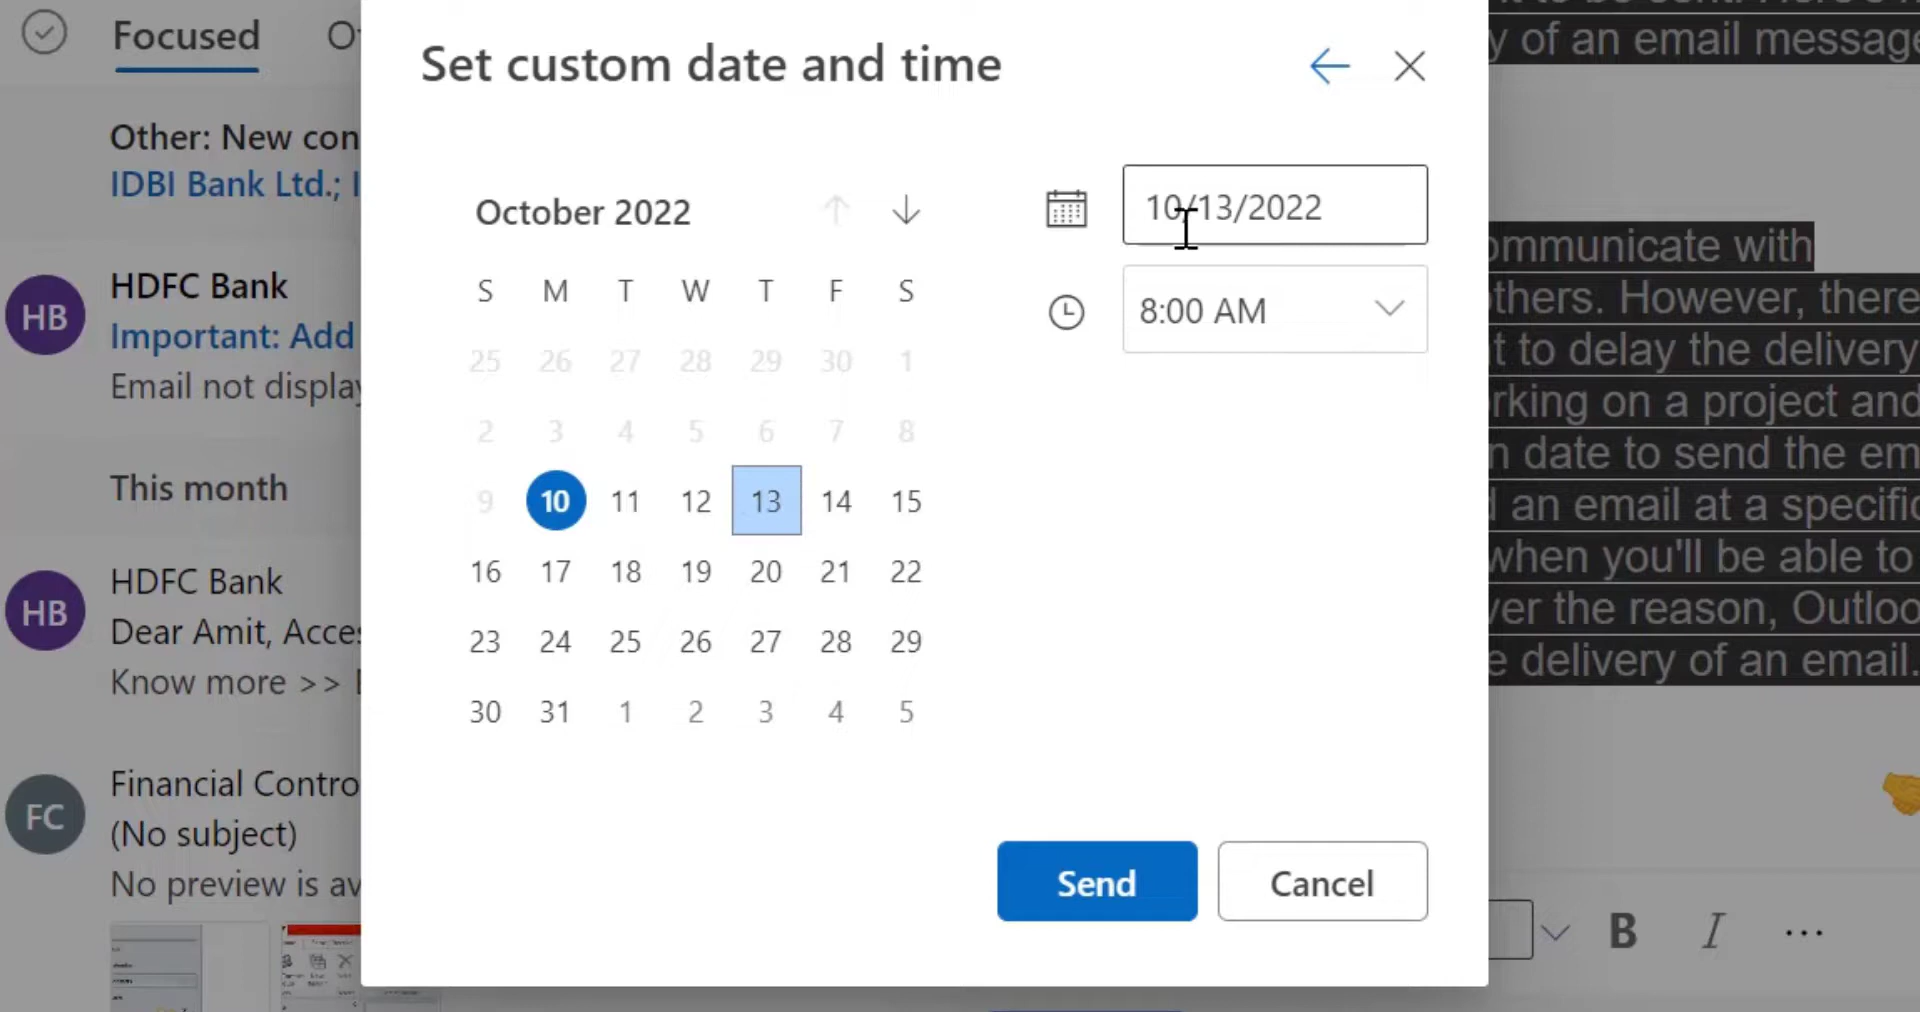 Focused
Other: New con
IDBI Bank Ltd.;
HB
HDFC Bank
Important: Add
Email not display
This month
HB
HDFC Bank
Dear Amit, Acces
Know more >>
FC
Financial Contro
(No subject)
No preview is av
Set custom date and time
October 2022
S M T W T F S
25 26 27 28 29 30 1
2 3 4 5 6 7 8
9 10 11 12 13 14 15
16 17 18 19 20 21 22
23 24 25 26 27 28 29
30 31 1 2 3 4 5
10/13/2022
8:00 AM
Send
Cancel
y of an email message
ommunicate with
thers. However, there
t to delay the delivery
rking on a project and
n date to send the em
an email at a specific
when you'll be able to
ver the reason, Outloo
e delivery of an email.
B I ...